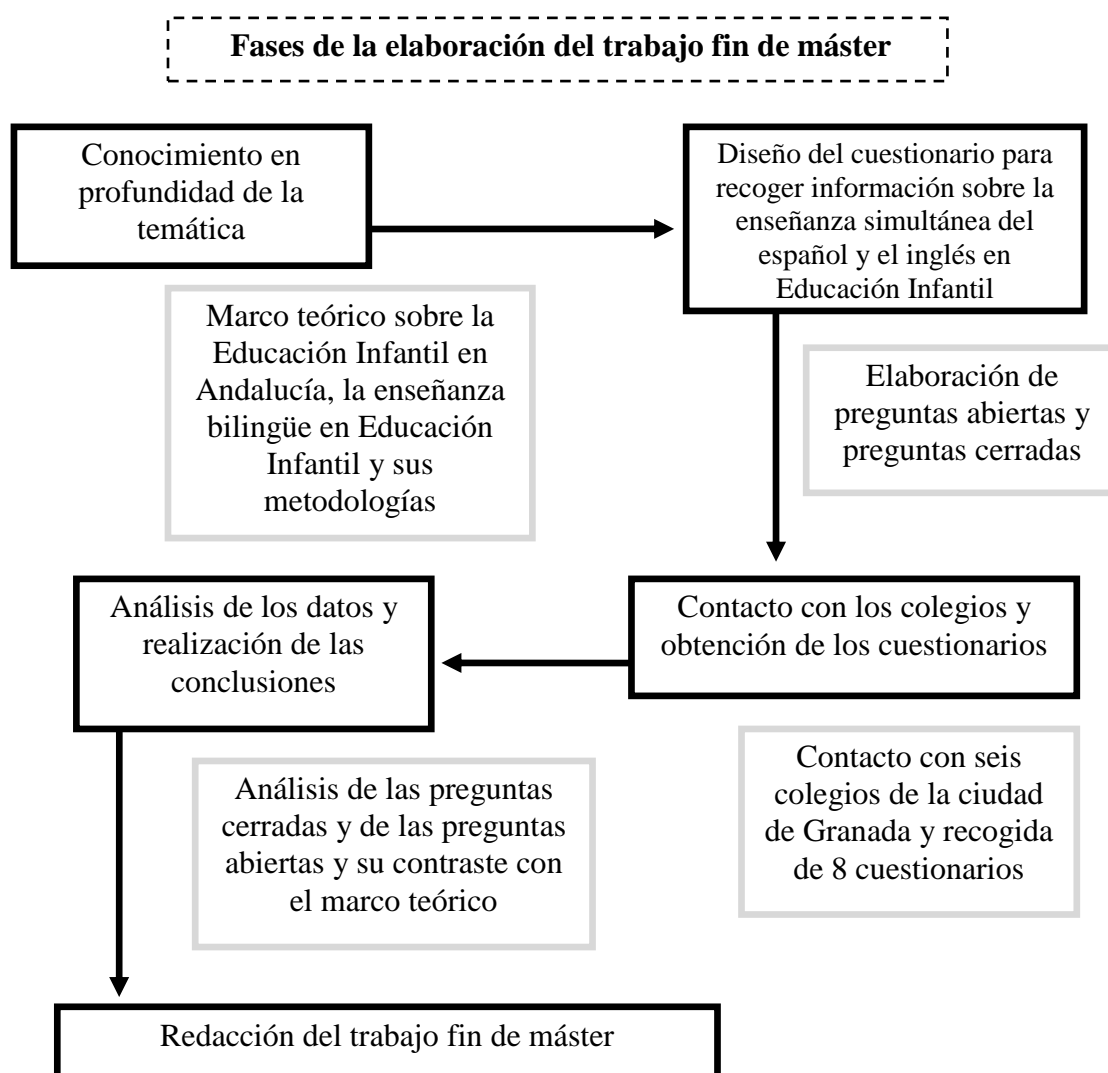 Fases de la elaboración del trabajo fin de máster
Conocimiento en
profundidad de la
temática
Diseño del cuestionario para
recoger información sobre la
enseñanza simultánea del
español y el inglés en
Educación Infantil
Marco teórico sobre la
Educación Infantil en
Andalucía, la enseñanza
bilingüe en Educación
Infantil y sus
metodologías
Elaboración de
preguntas abiertas y
preguntas cerradas
Análisis de los datos y
realización de las
conclusiones
Contacto con los colegios y
obtención de los cuestionarios
Análisis de las preguntas
cerradas y de las preguntas
abiertas y su contraste con
el marco teórico
Contacto con seis
colegios de la ciudad
de Granada y recogida
de 8 cuestionarios
Redacción del trabajo fin de máster